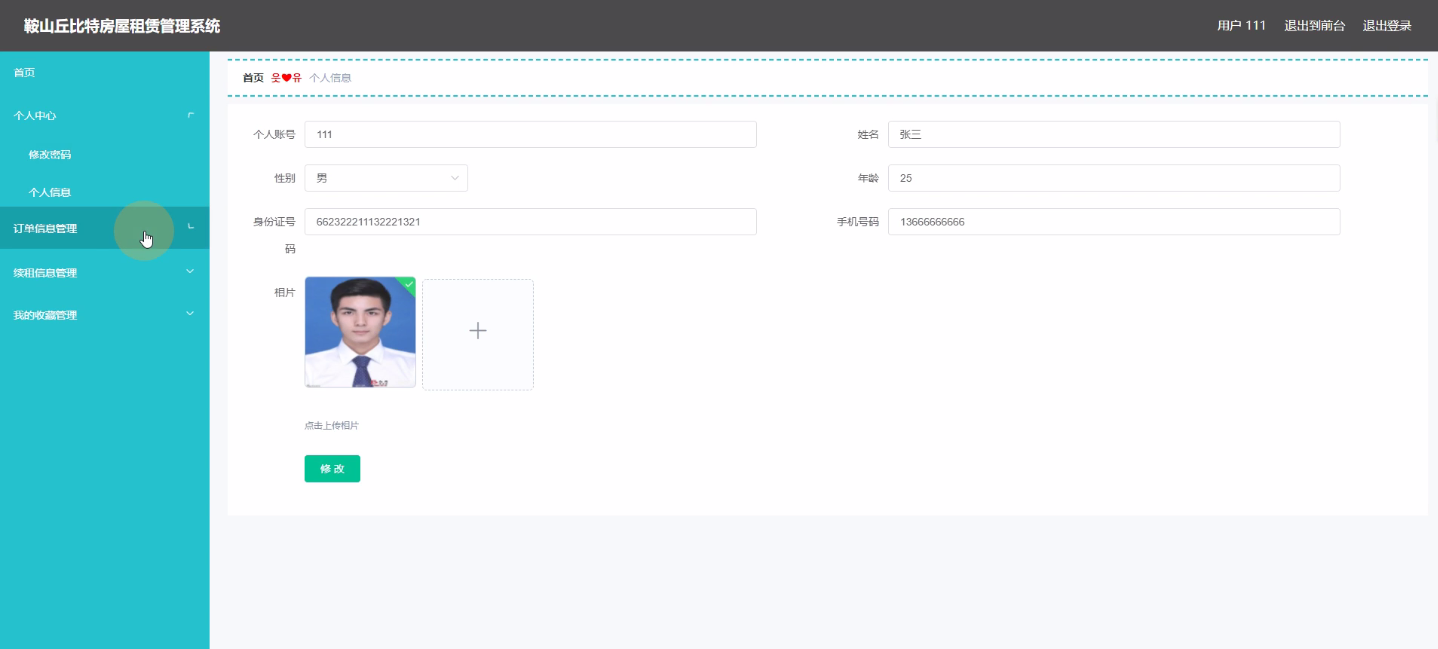 鞍山丘比特房屋租赁管理系统
用户 111 退出到前台 退出登录
首页
个人中心
修改密码
个人信息
订单信息管理
续租信息管理
我的收藏管理
首页 웃❤유 个人信息
个人账号 111
姓名 张三
性别 男
年龄 25
身份证号码 662322211132221321
手机号码 13666666666
相片
点击上传相片
修 改